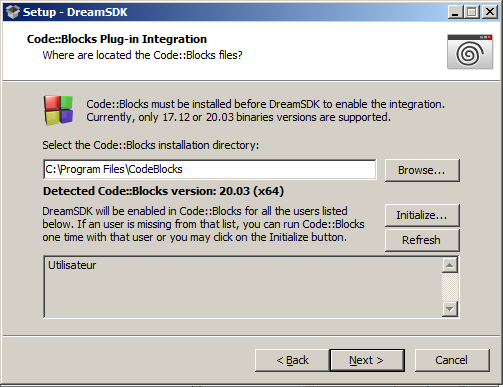 Setup - DreamSDK
Code::Blocks Plug-in Integration
Where are located the Code::Blocks files?
Code::Blocks must be installed before DreamSDK to enable the integration.
Currently, only 17.12 or 20.03 binaries versions are supported.
Select the Code::Blocks installation directory:
C:\Program Files\CodeBlocks
Browse...
Detected Code::Blocks version: 20.03 (x64)
DreamSDK will be enabled in Code::Blocks for all the users listed
below. If an user is missing from that list, you can run Code::Blocks
one time with that user or you may click on the Initialize button.
Initialize...
Refresh
Utilisateur
< Back
Next >
Cancel